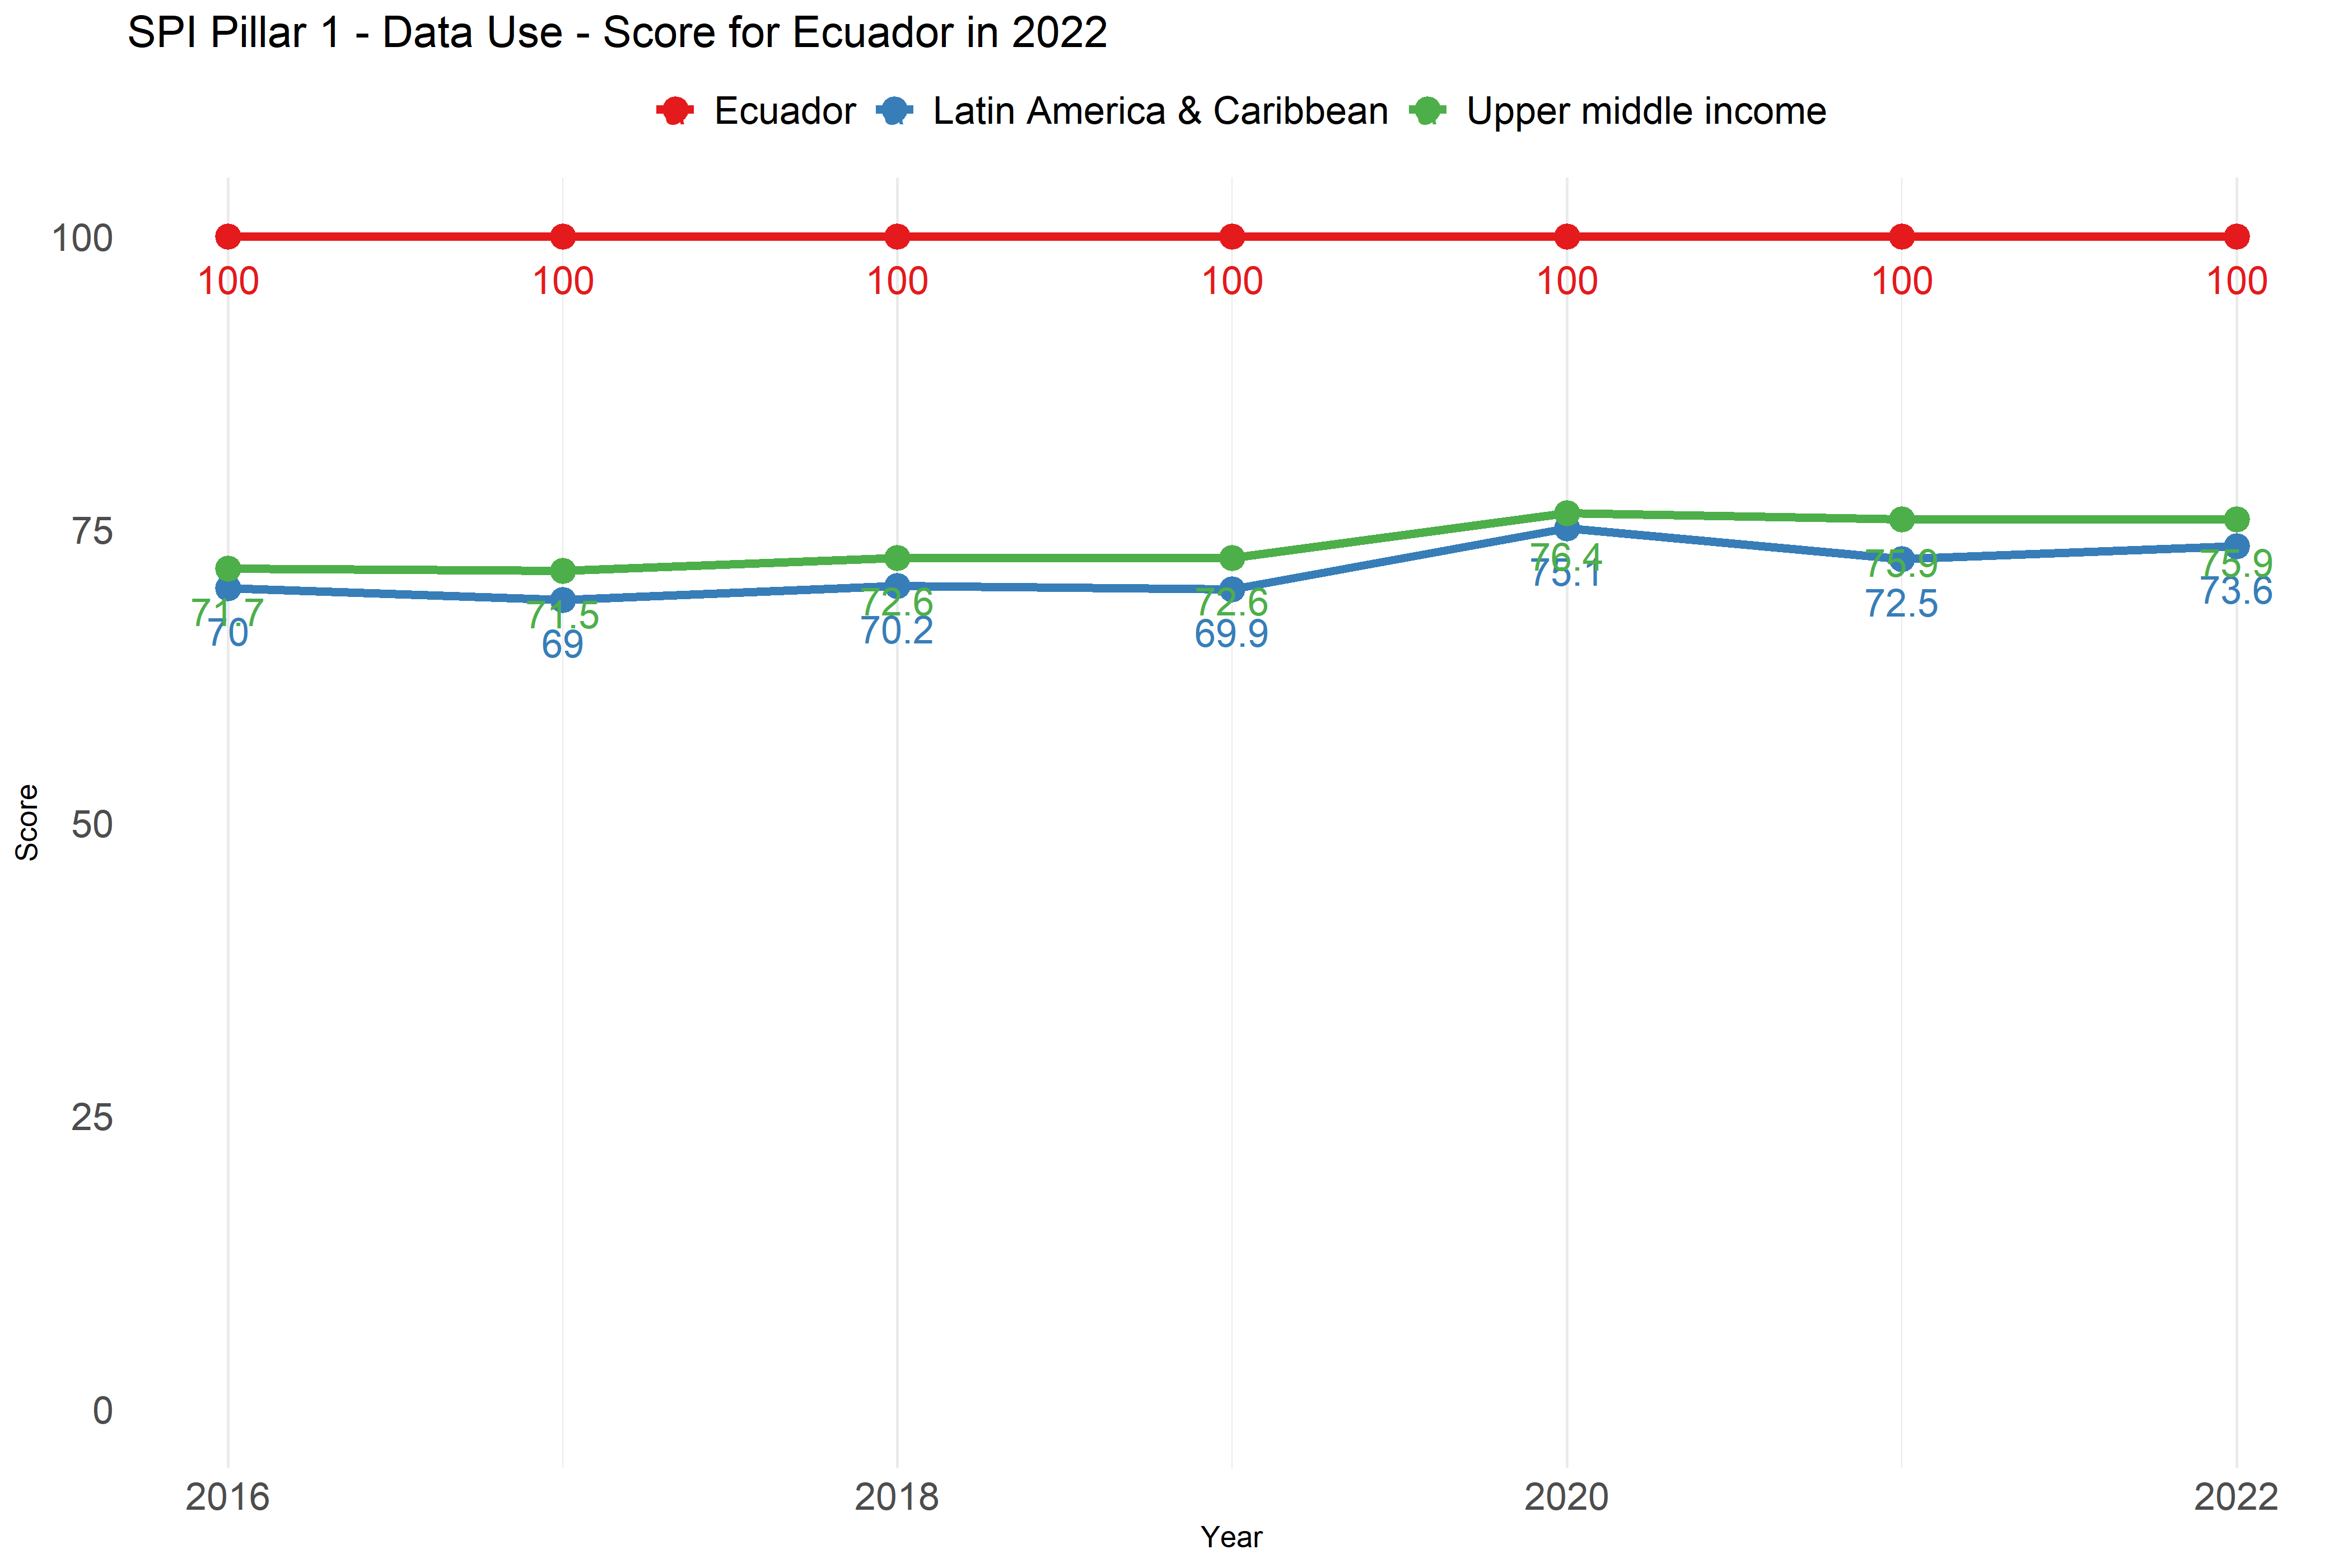 SPI Pillar 1 - Data Use - Score for Ecuador in 2022
Ecuador Latin America & Caribbean Upper middle income
100
100 100 100 100 100 100 100
75
76.4 75.9 75.9
75.1 72.5 73.6
71.7 71.5 72.6 72.6
70 69 70.2 69.9
50
Score
25
0
2016 2018 2020 2022
Year